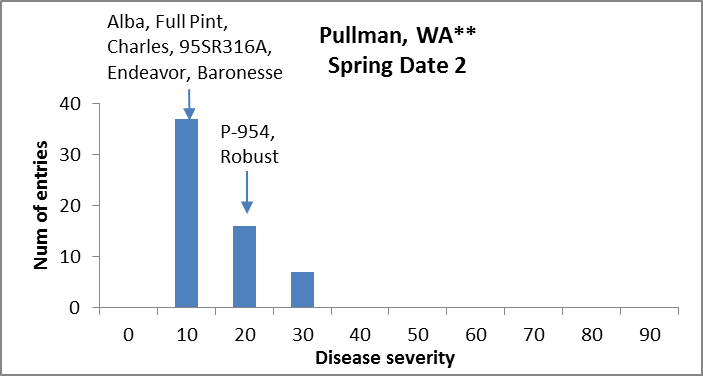 Alba, Full Pint,
Charles, 95SR316A,
Endeavor, Baronesse
Pullman, WA**
Spring Date 2
P-954,
Robust
Num of entries
40
30
20
10
0
0 10 20 30 40 50 60 70 80 90
Disease severity